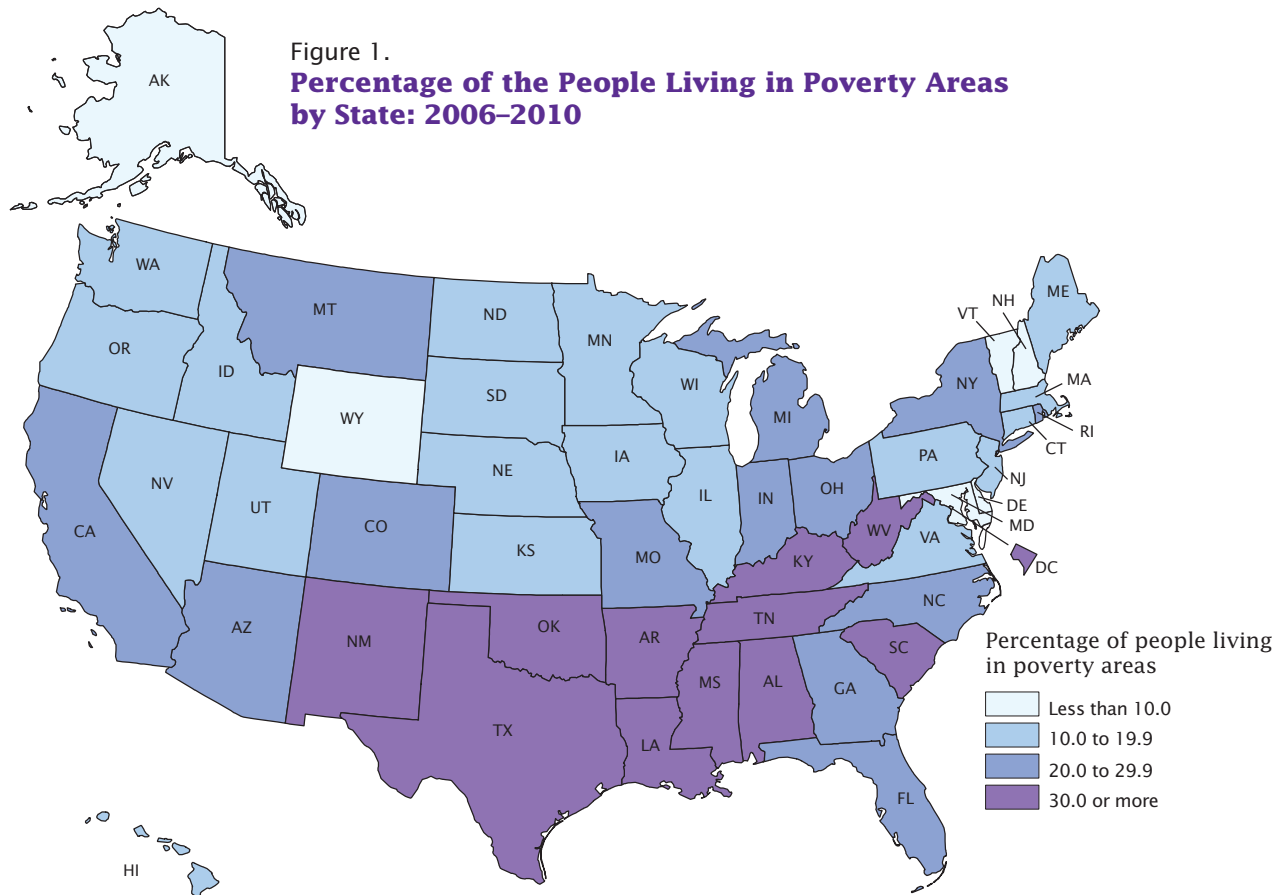 Figure 1.
Percentage of the People Living in Poverty Areas
by State: 2006–2010
AK
WA
MT
ND
MN
ME
NH
VT
OR
ID
WI
NY
MA
SD
WY
MI
RI
CT
IA
PA
NE
NV
NJ
UT
IL
IN
OH
DE
CA
CO
MD
WV
VA
KS
MO
KY
DC
NC
AZ
TN
OK
AR
NM
SC
MS
AL
GA
TX
LA
FL
HI
Percentage of people living
in poverty areas
Less than 10.0
10.0 to 19.9
20.0 to 29.9
30.0 or more